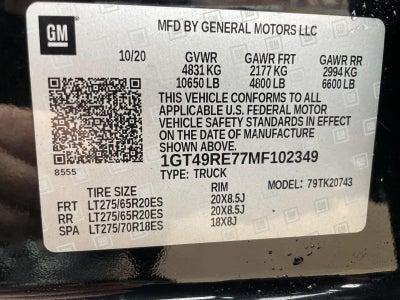 GM
MFD BY GENERAL MOTORS LLC
10/20 GVWR GAWR FRT GAWR RR
4831 KG 2177 KG 2994 KG
10650 LB 4800 LB 6600 LB
THIS VEHICLE CONFORMS TO ALL
APPLICABLE U.S. FEDERAL MOTOR
VEHICLE SAFETY STANDARDS IN EFFECT
ON THE DATE OF MANUFACTURE
SHOWN ABOVE.
1GT49RE77MF102349
8555 TYPE: TRUCK
MODEL: 79TK20743
TIRE SIZE RIM
FRT LT275/65R20ES 20X8.5J
RR LT275/65R20ES 20X8.5J
SPA LT275/70R18ES 18X8J